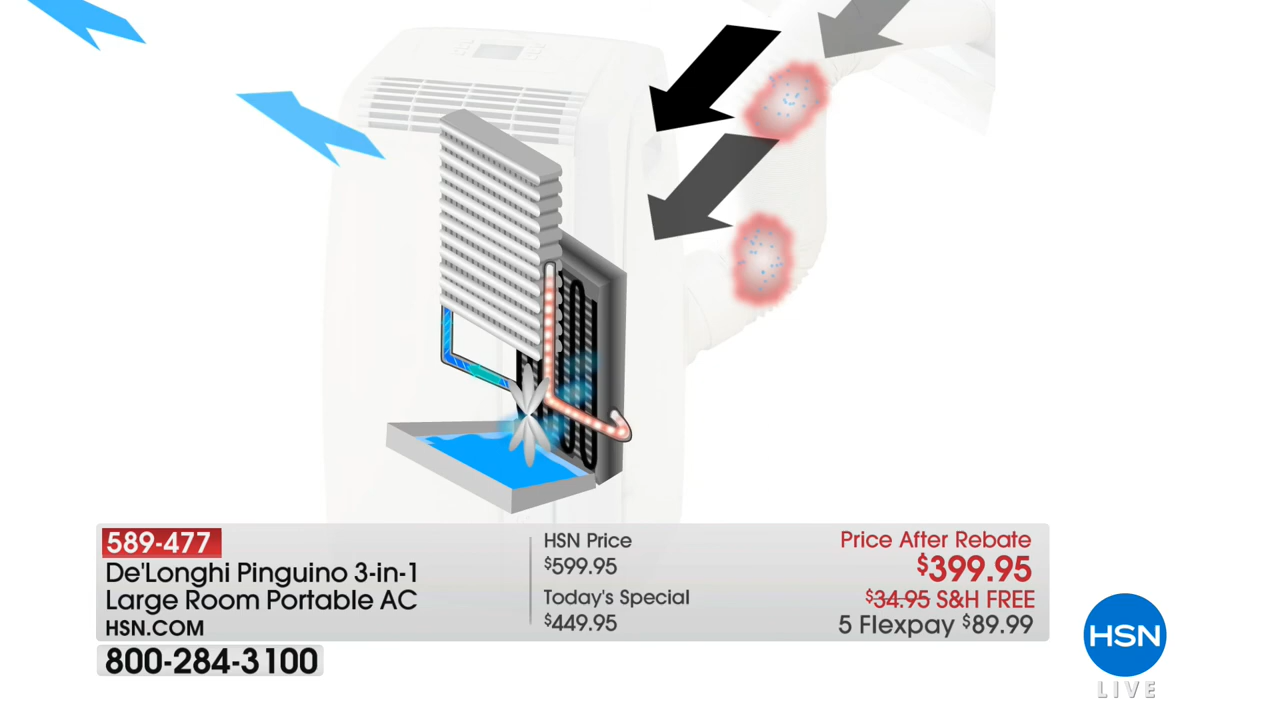 589-477
De'Longhi Pinguino 3-in-1
Large Room Portable AC
HSN.COM
800-284-3100
HSN Price
$599.95
Today's Special
$449.95
Price After Rebate
$399.95
$34.95 S&H FREE
5 Flexpay $89.99
HSN
LIVE